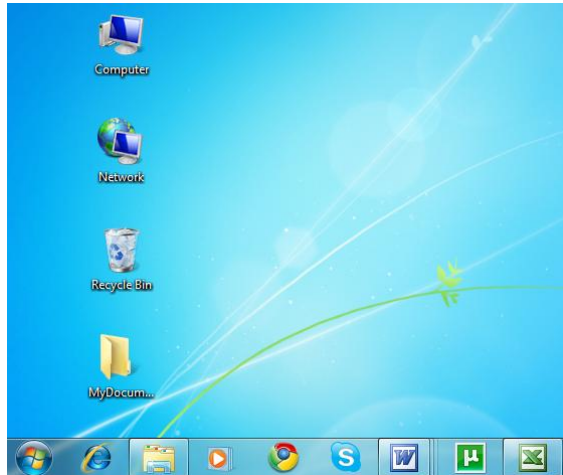 Computer
Network
Recycle Bin
MyDocum...
S
W
µ
X